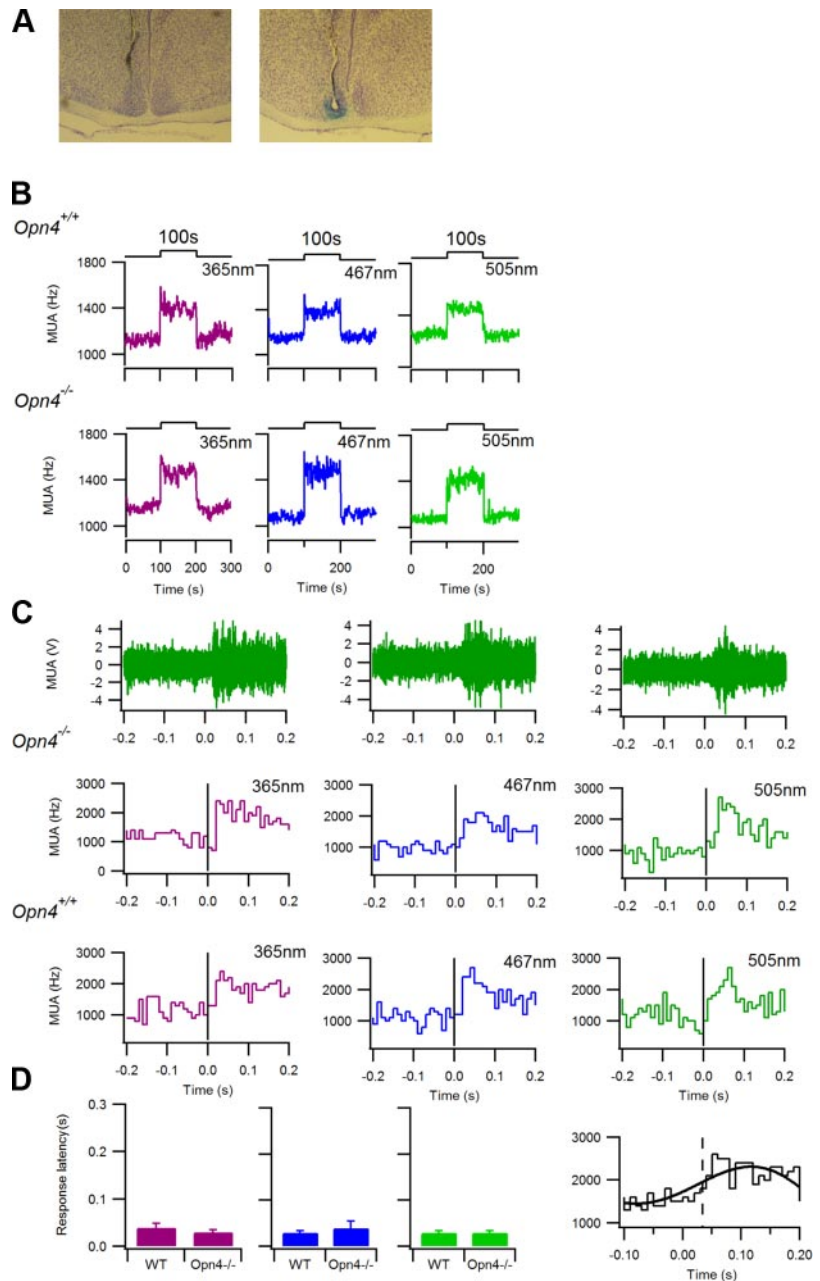 A
B
Opn4+/+
100s 100s 100s
365nm 467nm 505nm
1800
1400
1000
MUA (Hz)
Opn4-/-
365nm 467nm 505nm
1800
1400
1000
MUA (Hz)
0 100 200 300 0 200 0 200
Time (s) Time (s) Time (s)
C
4 4 4
2 2 2
0 0 0
-2 -2 -2
-4 -4 -4
MUA (V)
-0.2 -0.1 0.0 0.1 0.2 -0.2 -0.1 0.0 0.1 0.2 -0.2 -0.1 0.0 0.1 0.2
Opn4-/-
365nm 467nm 505nm
3000 3000 3000
2000 2000 2000
1000 1000 1000
0
MUA (Hz)
-0.2 -0.1 0.0 0.1 0.2 -0.2 -0.1 0.0 0.1 0.2 -0.2 -0.1 0.0 0.1 0.2
Opn4+/+
365nm 467nm 505nm
3000 3000 3000
2000 2000 2000
1000 1000 1000
MUA (Hz)
-0.2 -0.1 0.0 0.1 0.2 -0.2 -0.1 0.0 0.1 0.2 -0.2 -0.1 0.0 0.1 0.2
Time (s) Time (s) Time (s)
D
0.3
0.2
0.1
0.0
Response latency(s)
WT Opn4-/- WT Opn4-/- WT Opn4-/-
3000
2000
1000
-0.10 0.00 0.10 0.20
Time (s)